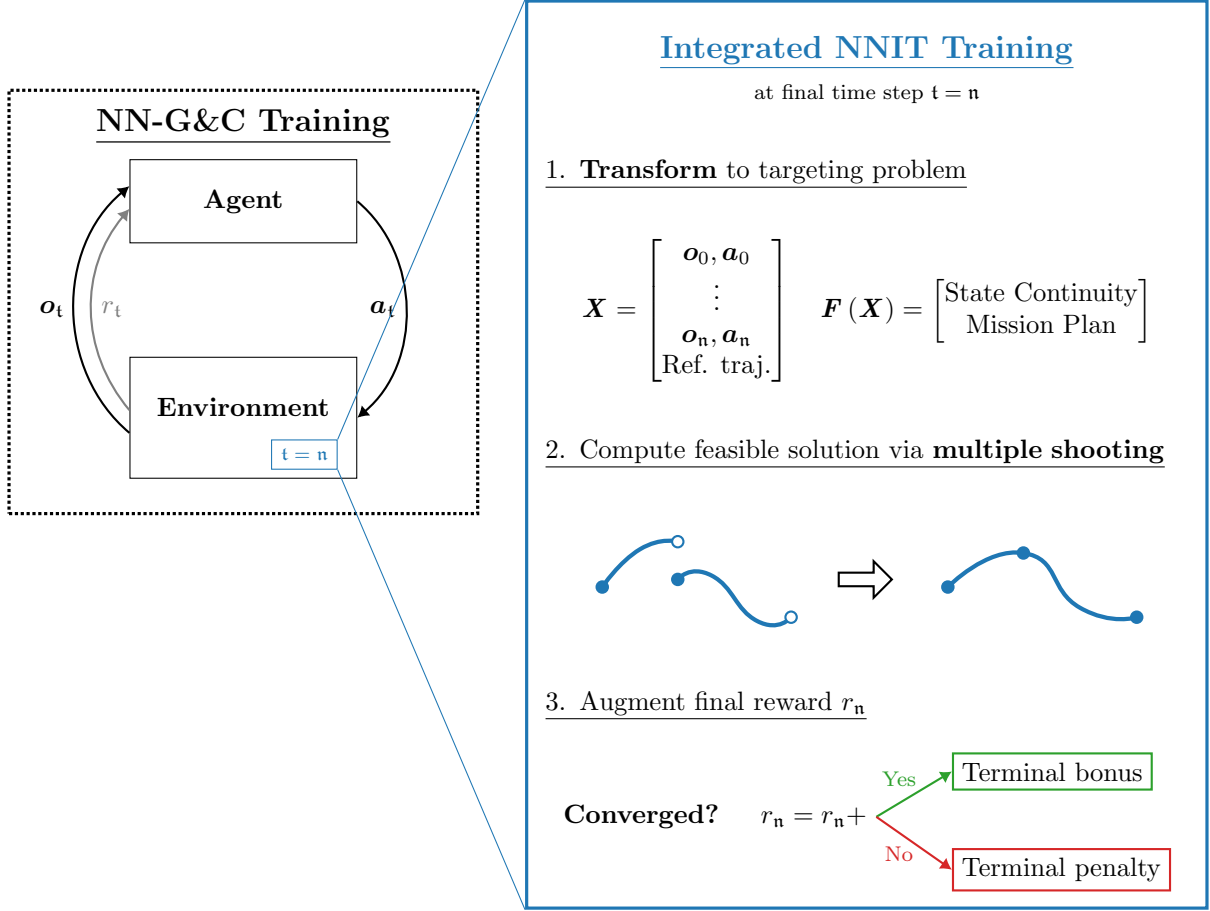 NN-G&C Training
Agent
𝒐_𝔱
r_𝔱
𝒂_𝔱
Environment
𝔱 = 𝔫
Integrated NNIT Training
at final time step 𝔱 = 𝔫
1. Transform to targeting problem
𝑿 = [𝒐_0, 𝒂_0
⋮
𝒐_𝔫, 𝒂_𝔫
Ref. traj.]
𝑭 (𝑿) = [State Continuity
Mission Plan]
2. Compute feasible solution via multiple shooting
3. Augment final reward r_𝔫
Converged? r_𝔫 = r_𝔫+
Yes
Terminal bonus
No
Terminal penalty